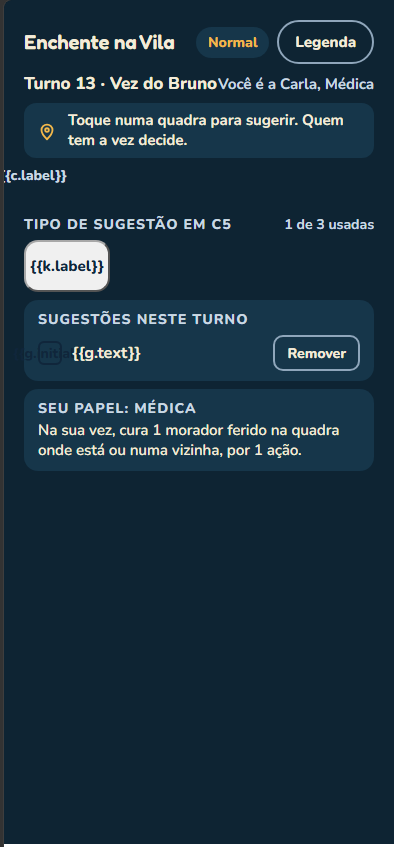 Enchente na Vila
Normal
Legenda
Turno 13 · Vez do Bruno
Você é a Carla, Médica
Toque numa quadra para sugerir. Quem
tem a vez decide.
{{c.label}}
TIPO DE SUGESTÃO EM C5
1 de 3 usadas
{{k.label}}
SUGESTÕES NESTE TURNO
{{g.text}}
Remover
SEU PAPEL: MÉDICA
Na sua vez, cura 1 morador ferido na quadra
onde está ou numa vizinha, por 1 ação.